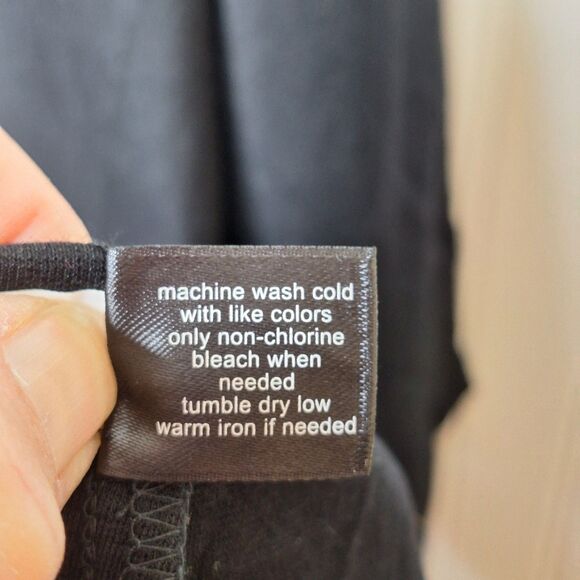 machine wash cold
with like colors
only non-chlorine
bleach when
needed
tumble dry low
warm iron if needed